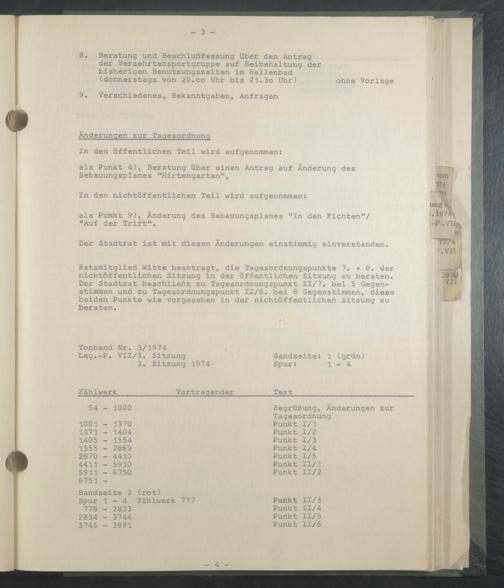 - 3 -
8. Beratung und Beschlußfassung über den Antrag
der Versehrtensportgruppe auf Beibehaltung der
bisherigen Benutzungszeiten im Hallenbad
(donnerstags von 20.oo Uhr bis 21.3o Uhr) ohne Vorlage
9. Verschiedenes, Bekanntgaben, Anfragen
Änderungen zur Tagesordnung
In den öffentlichen Teil wird aufgenommen:
als Punkt 4), Beratung über einen Antrag auf Änderung des
Bebauungsplanes "Hirtengarten",
In den nichtöffentlichen Teil wird aufgenommen:
als Punkt 9), Änderung des Bebauungsplanes "In den Fichten"/
"Auf der Trift".
Der Stadtrat ist mit diesen Änderungen einstimmig einverstanden.
Ratsmitglied Witte beantragt, die Tagesordnungspunkte 7. + 8. der
nichtöffentlichen Sitzung in der öffentlichen Sitzung zu beraten.
Der Stadtrat beschließt zu Tagesordnungspunkt II/7. bei 5 Gegen-
stimmen und zu Tagesordnungspunkt II/8. bei 8 Gegenstimmen, diese
beiden Punkte wie vorgesehen in der nichtöffentlichen Sitzung zu
beraten.
Tonband Nr. 3/1974
Leg.-P. VII/3. Sitzung Bandseite: 1 (grün)
3. Sitzung 1974 Spur: 1 - 4
Zählwerk Vortragender Text
54 - 1000 Begrüßung, Änderungen zur
Tagesordnung
1001 - 1370 Punkt I/1
1371 - 1404 Punkt I/2
1405 - 1554 Punkt I/3
1555 - 2869 Punkt I/4
2870 - 4410 Punkt I/5
4411 - 5910 Punkt II/1
5911 - 6750 Punkt II/2
6751 -
Bandseite 2 (rot)
Spur 1 - 4 Zählwerk 777 Punkt II/3
778 - 2833 Punkt II/4
2834 - 3744 Punkt II/5
3745 - 3891 Punkt II/6
- 4 -
.1974
-P.VII
1974
P.VII
VII